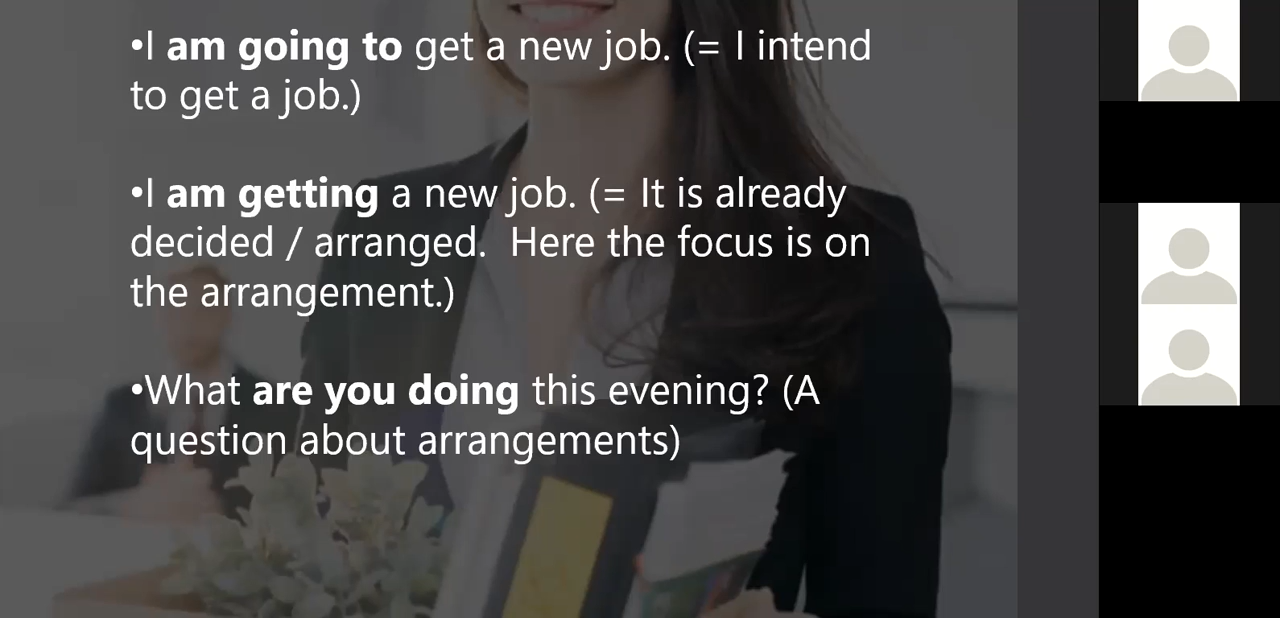 •I am going to get a new job. (= I intend
to get a job.)
•I am getting a new job. (= It is already
decided / arranged.  Here the focus is on
the arrangement.)
•What are you doing this evening? (A
question about arrangements)